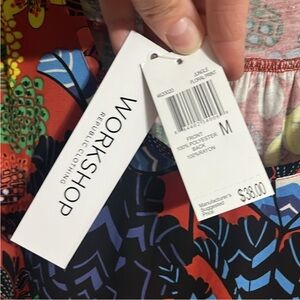 WORKSHOP
REPUBLIC CLOTHING
JUNGLE
FLORAL PRINT
FRONT
100% POLYESTER
BACK
100%RAYON
M
Manufacturer's
Suggested
Price
$38.00